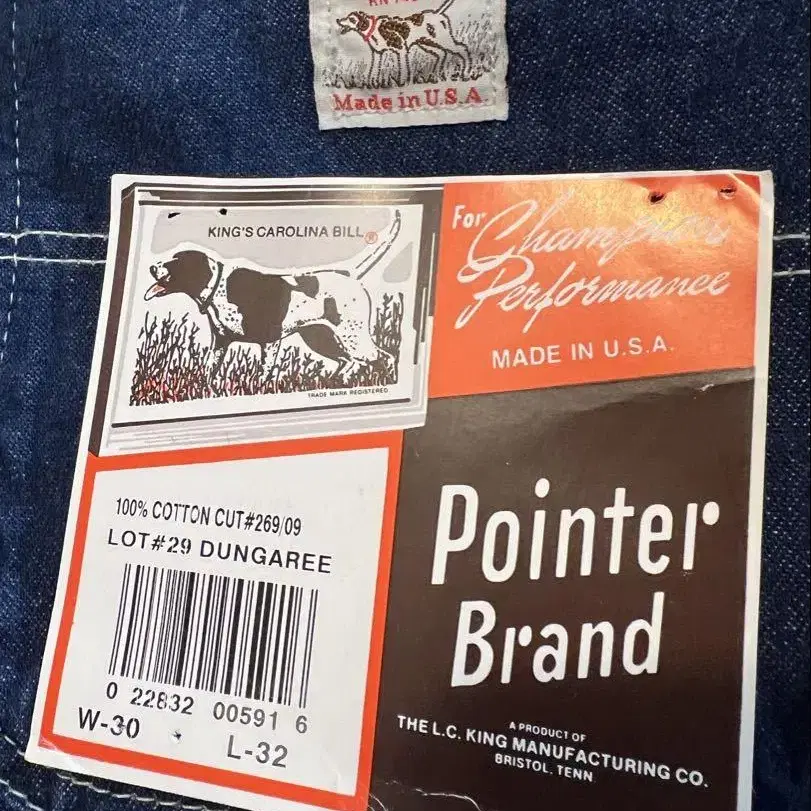 Made in U.S.A.
KING'S CAROLINA BILL®
TRADE MARK REGISTERED
For
Champions
Performance
MADE IN U.S.A.
100% COTTON CUT#269/09
LOT#29 DUNGAREE
0 22832 00591 6
W-30
L-32
Pointer
Brand
A PRODUCT OF
THE L.C. KING MANUFACTURING CO.
BRISTOL, TENN